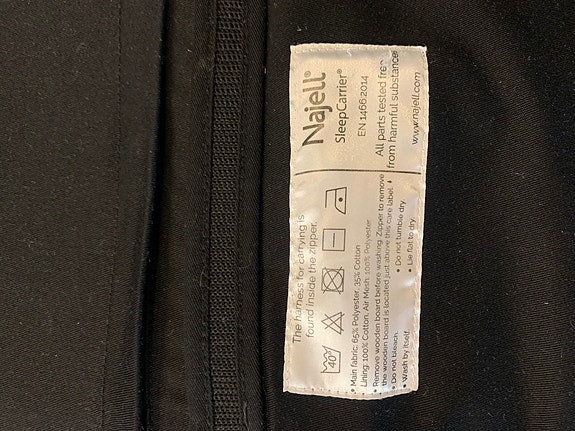 Najell®
SleepCarrier®
EN 1466:2014
All parts tested free
from harmful substance
www.najell.com
The harness for carrying is
found inside the zipper.
40°
• Main fabric: 65% Polyester, 35% Cotton
Lining: 100% Cotton, Air Mesh: 100% Polyester
• Remove wooden board before washing. Zipper to remove
the wooden board is located just above this care label.
• Do not bleach. • Do not tumble dry
• Wash by itself. • Lie flat to dry.